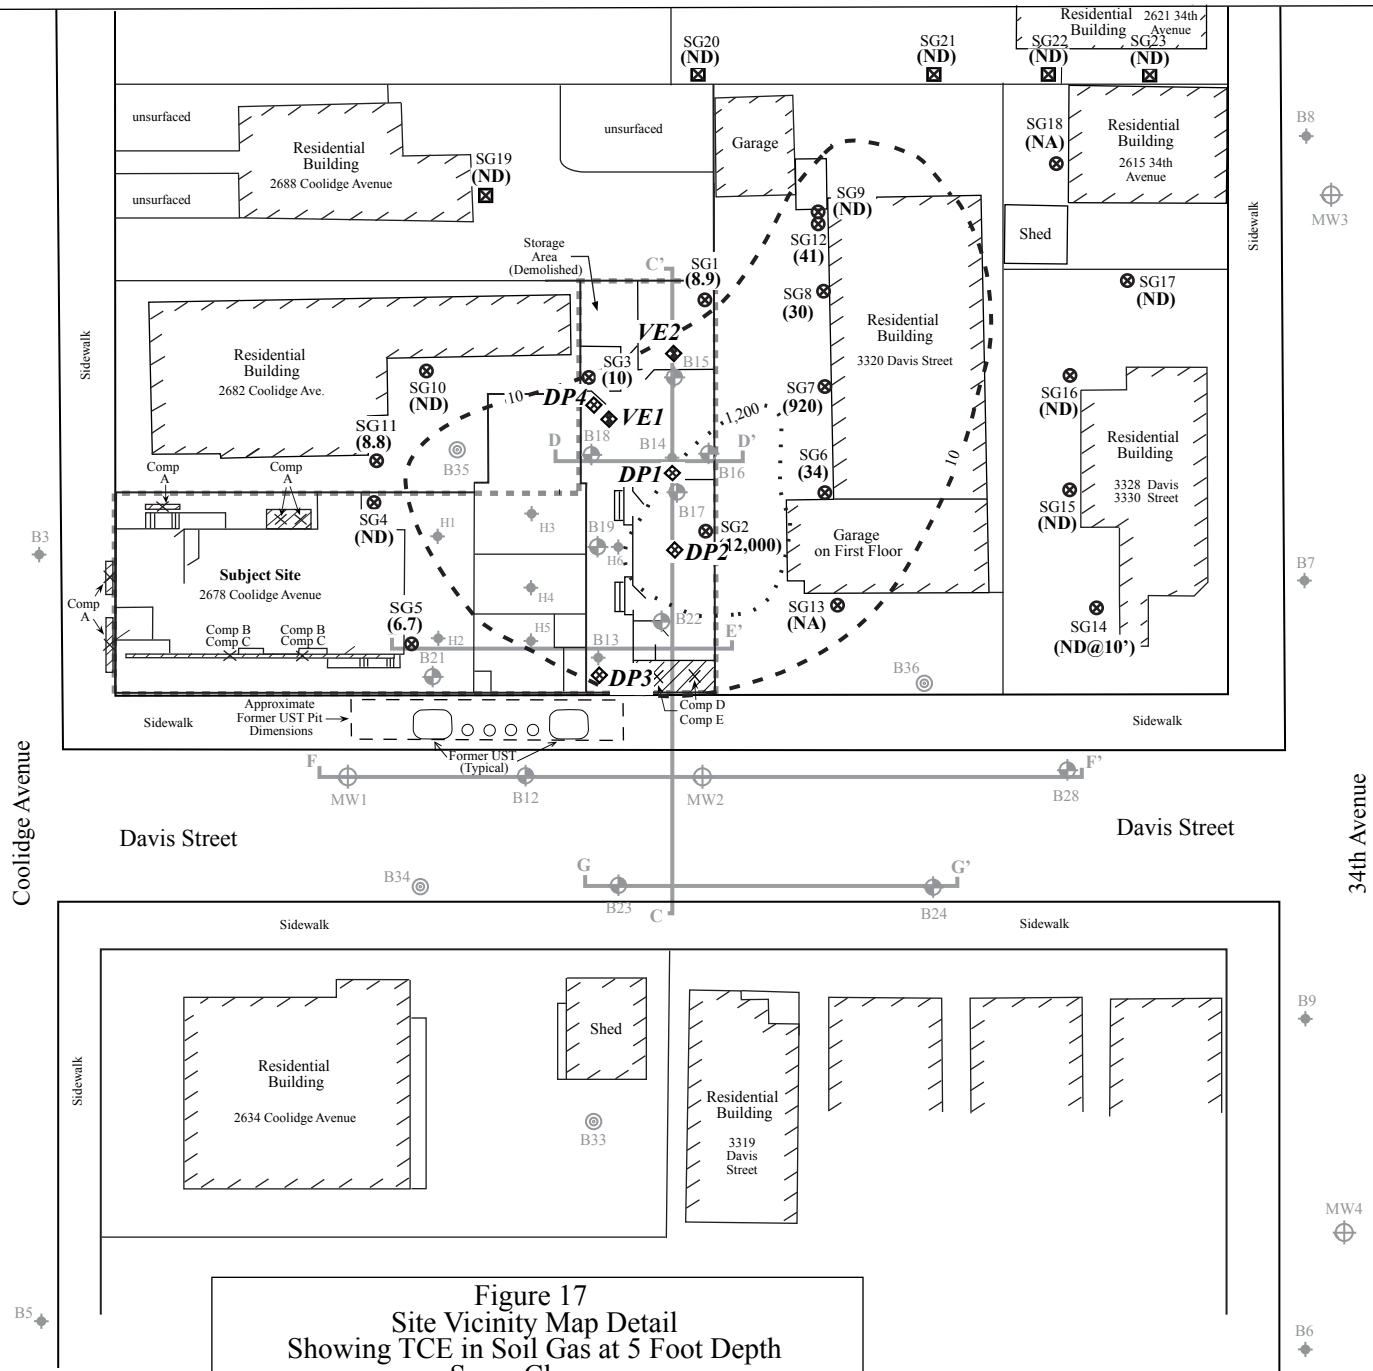 Residential
Building
2621 34th
Avenue
SG20
(ND)
SG21
(ND)
SG22
(ND)
SG23
(ND)
unsurfaced
unsurfaced
Residential
Building
2688 Coolidge Avenue
SG19
(ND)
unsurfaced
Garage
SG18
(NA)
Residential
Building
2615 34th
Avenue
B8
MW3
SG9
(ND)
SG12
(41)
Shed
Sidewalk
Storage
Area
(Demolished)
C’
SG1
(8.9)
SG8
(30)
SG17
(ND)
Sidewalk
Residential
Building
2682 Coolidge Ave.
VE2
B15
Residential
Building
3320 Davis Street
SG10
(ND)
10
SG3
(10)
DP4
VE1
SG7
(920)
1,200
SG16
(ND)
SG11
(8.8)
B35
D
B18
B14
D’
B16
DP1
SG6
(34)
10
Residential
Building
3328 Davis
3330 Street
Comp
A
Comp
A
SG4
(ND)
H1
H3
B17
SG15
(ND)
B3
B19
H6
SG2
12,000)
DP2
Garage
on First Floor
B7
Subject Site
2678 Coolidge Avenue
Comp
A
H4
SG5
(6.7)
SG13
(NA)
SG14
(ND@10’)
Comp B
Comp C
Comp B
Comp C
H2
H5
B22
E’
B21
B13
DP3
B36
Comp D
Comp E
Sidewalk
Approximate
Former UST Pit
Dimensions
Sidewalk
Former UST
(Typical)
F
MW1
B12
MW2
B28
F’
Coolidge Avenue
Davis Street
Davis Street
34th Avenue
B34
G
B23
C
B24
G’
Sidewalk
Sidewalk
Sidewalk
Residential
Building
2634 Coolidge Avenue
Shed
B33
Residential
Building
3319
Davis
Street
B9
MW4
B5
B6
Figure 17
Site Vicinity Map Detail
Showing TCE in Soil Gas at 5 Foot Depth